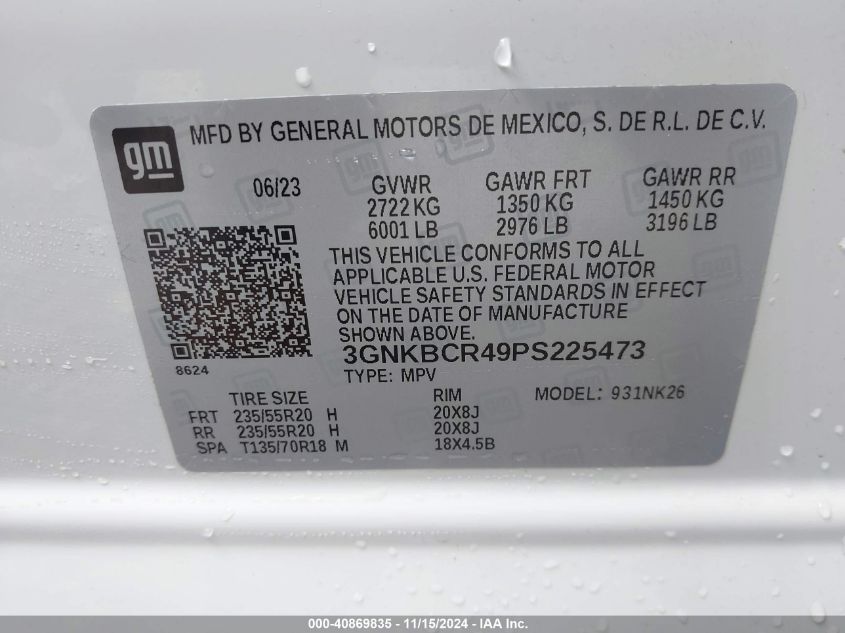 gm
MFD BY GENERAL MOTORS DE MEXICO, S. DE R.L. DE C.V.
06/23 GVWR GAWR FRT GAWR RR
2722 KG 1350 KG 1450 KG
6001 LB 2976 LB 3196 LB
THIS VEHICLE CONFORMS TO ALL
APPLICABLE U.S. FEDERAL MOTOR
VEHICLE SAFETY STANDARDS IN EFFECT
ON THE DATE OF MANUFACTURE
SHOWN ABOVE.
8624
3GNKBCR49PS225473
TYPE: MPV
TIRE SIZE RIM MODEL: 931NK26
FRT 235/55R20 H 20X8J
RR 235/55R20 H 20X8J
SPA T135/70R18 M 18X4.5B
000-40869835 - 11/15/2024 - IAA Inc.